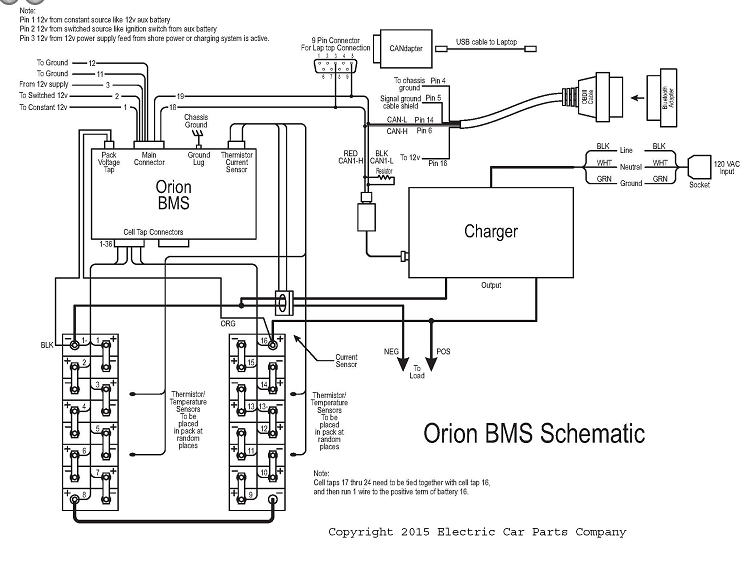 Note:
Pin 1 12v from constant source like 12v aux battery
Pin 2 12v from switched source like ignition switch from aux battery
Pin 3 12v from 12v power supply feed from shore power or charging system is active.
To Ground 12
To Ground 11
From 12v supply 3
To Switched 12v 2
To Constant 12v 1
19
18
9 Pin Connector
For Lap top Connection
1 2 3 4 5
6 7 8 9
CANdapter
USB cable to Laptop
To chassis
ground
Pin 4
Signal ground
cable shield
Pin 5
CAN-L Pin 14
CAN-H Pin 6
To 12v
Pin 16
OBDII
Cable
Bluetooth
Adapter
Chassis
Ground
Pack
Voltage
Tap
Main
Connector
Ground
Lug
Thermistor
Current
Sensor
Orion
BMS
Cell Tap Connectors
1-36
RED
CAN1-H
BLK
CAN1-L
Resistor
BLK Line BLK
WHT Neutral WHT
GRN Ground GRN
Socket
120 VAC
Input
Charger
Output
BLK
ORG
NEG
POS
To
Load
Current
Sensor
- 1- 1 +
+ 2 -
- 3 +
+ 4 -
- 5 +
+ 6 -
- 7 +
+ 8 -
- 16 +
+ 15 -
- 14 +
+ 13 13 -
- 12 +
+ 11 -
- 10 +
+ 9 -
Thermistor/
Temperature
Sensors
To be
placed
in pack at
random
places
Thermistor/
Temperature
Sensors
To be
placed
in pack at
random
places
Orion BMS Schematic
Note:
Cell taps 17 thru 24 need to be tied together with cell tap 16,
and then run 1 wire to the positive term of battery 16.
Copyright 2015 Electric Car Parts Company